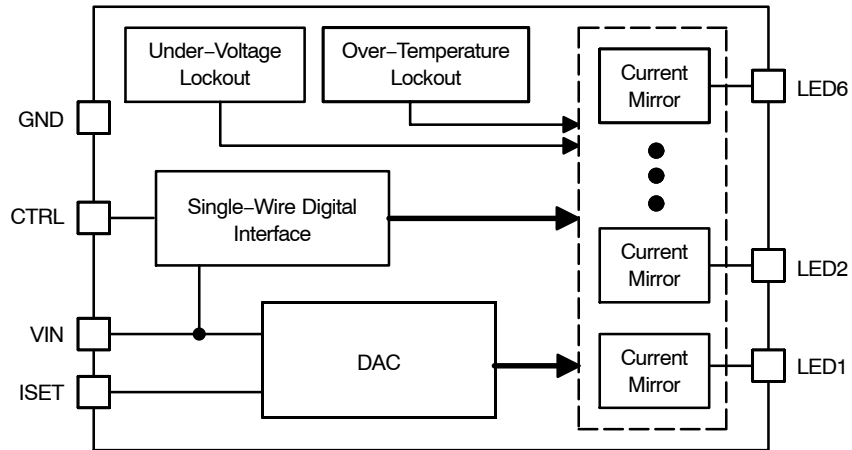 Under–Voltage
Lockout
Over–Temperature
Lockout
Current
Mirror
LED6
GND
CTRL
Single–Wire Digital
Interface
Current
Mirror
LED2
VIN
DAC
Current
Mirror
LED1
ISET